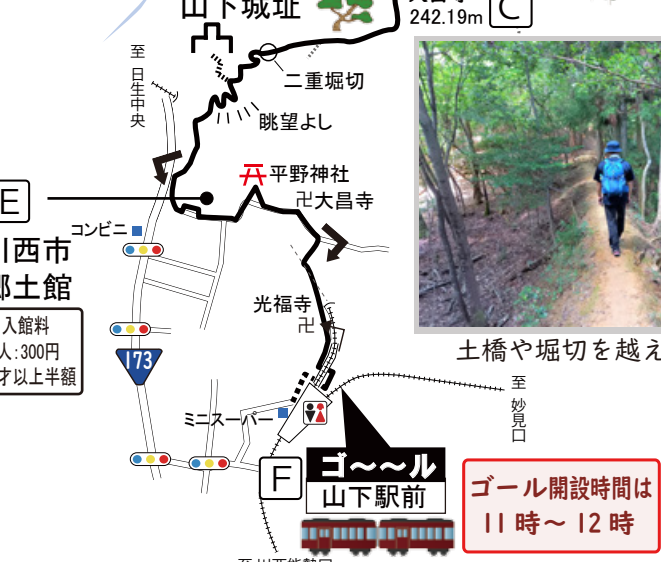 山下城址
242.19m C
至 日生中央
二重堀切
眺望よし
平野神社
卍大昌寺
E
コンビニ
川西市
郷土館
入館料
人:300円
才以上半額
光福寺
卍
173
土橋や堀切を越え
至 妙見口
ミニスーパー
F
ゴ〜〜ル
山下駅前
ゴール開設時間は
11時〜12時